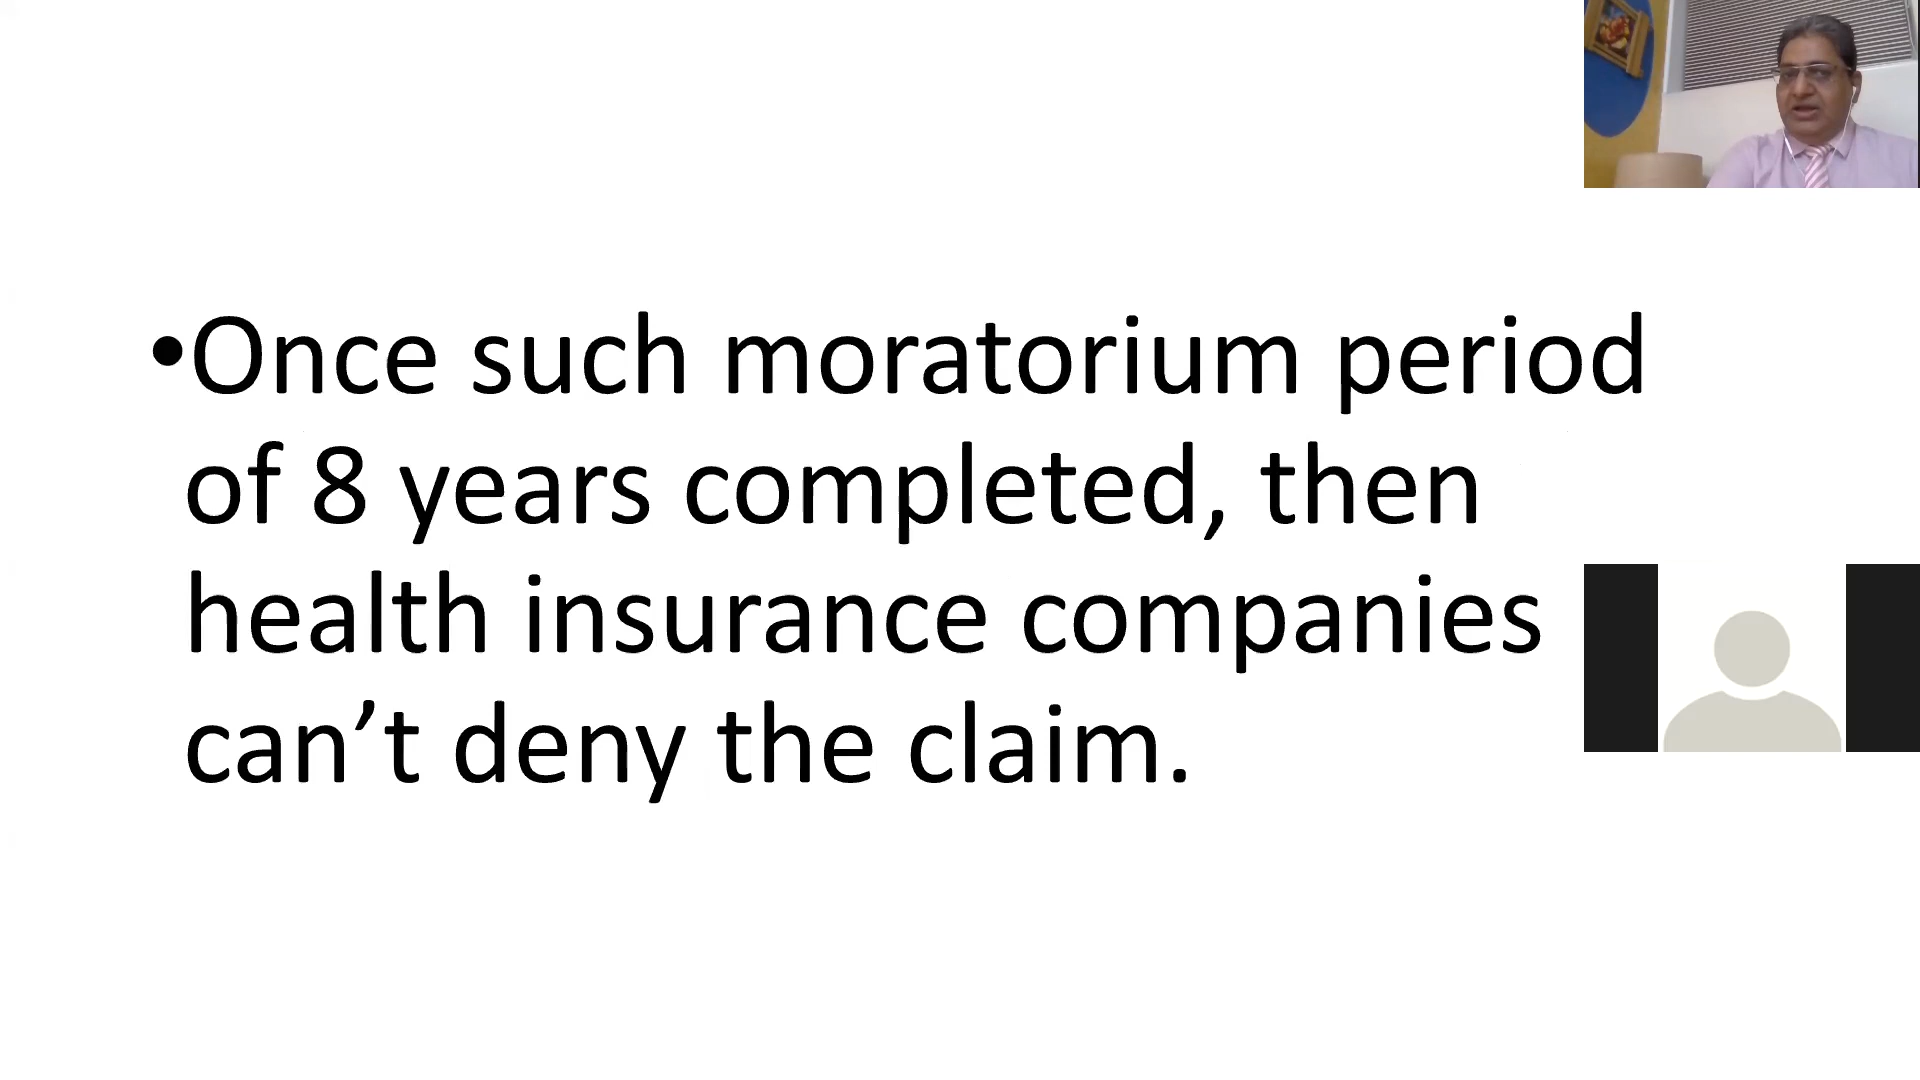 •Once such moratorium period
of 8 years completed, then
health insurance companies
can’t deny the claim.